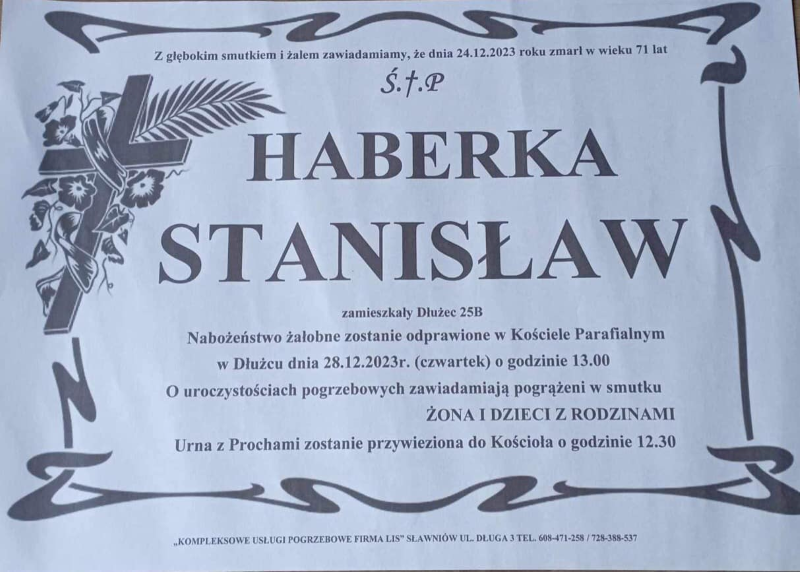 Z głębokim smutkiem i żalem zawiadamiamy, że dnia 24.12.2023 roku zmarł w wieku 71 lat
Ś.†.P
HABERKA
STANISŁAW
zamieszkały Dłużec 25B
Nabożeństwo żałobne zostanie odprawione w Kościele Parafialnym
w Dłużcu dnia 28.12.2023r. (czwartek) o godzinie 13.00
O uroczystościach pogrzebowych zawiadamiają pogrążeni w smutku
ŻONA I DZIECI Z RODZINAMI
Urna z Prochami zostanie przywieziona do Kościoła o godzinie 12.30
„KOMPLEKSOWE USŁUGI POGRZEBOWE FIRMA LIS” SŁAWNIÓW UL. DŁUGA 3 TEL. 608-471-258 / 728-388-537